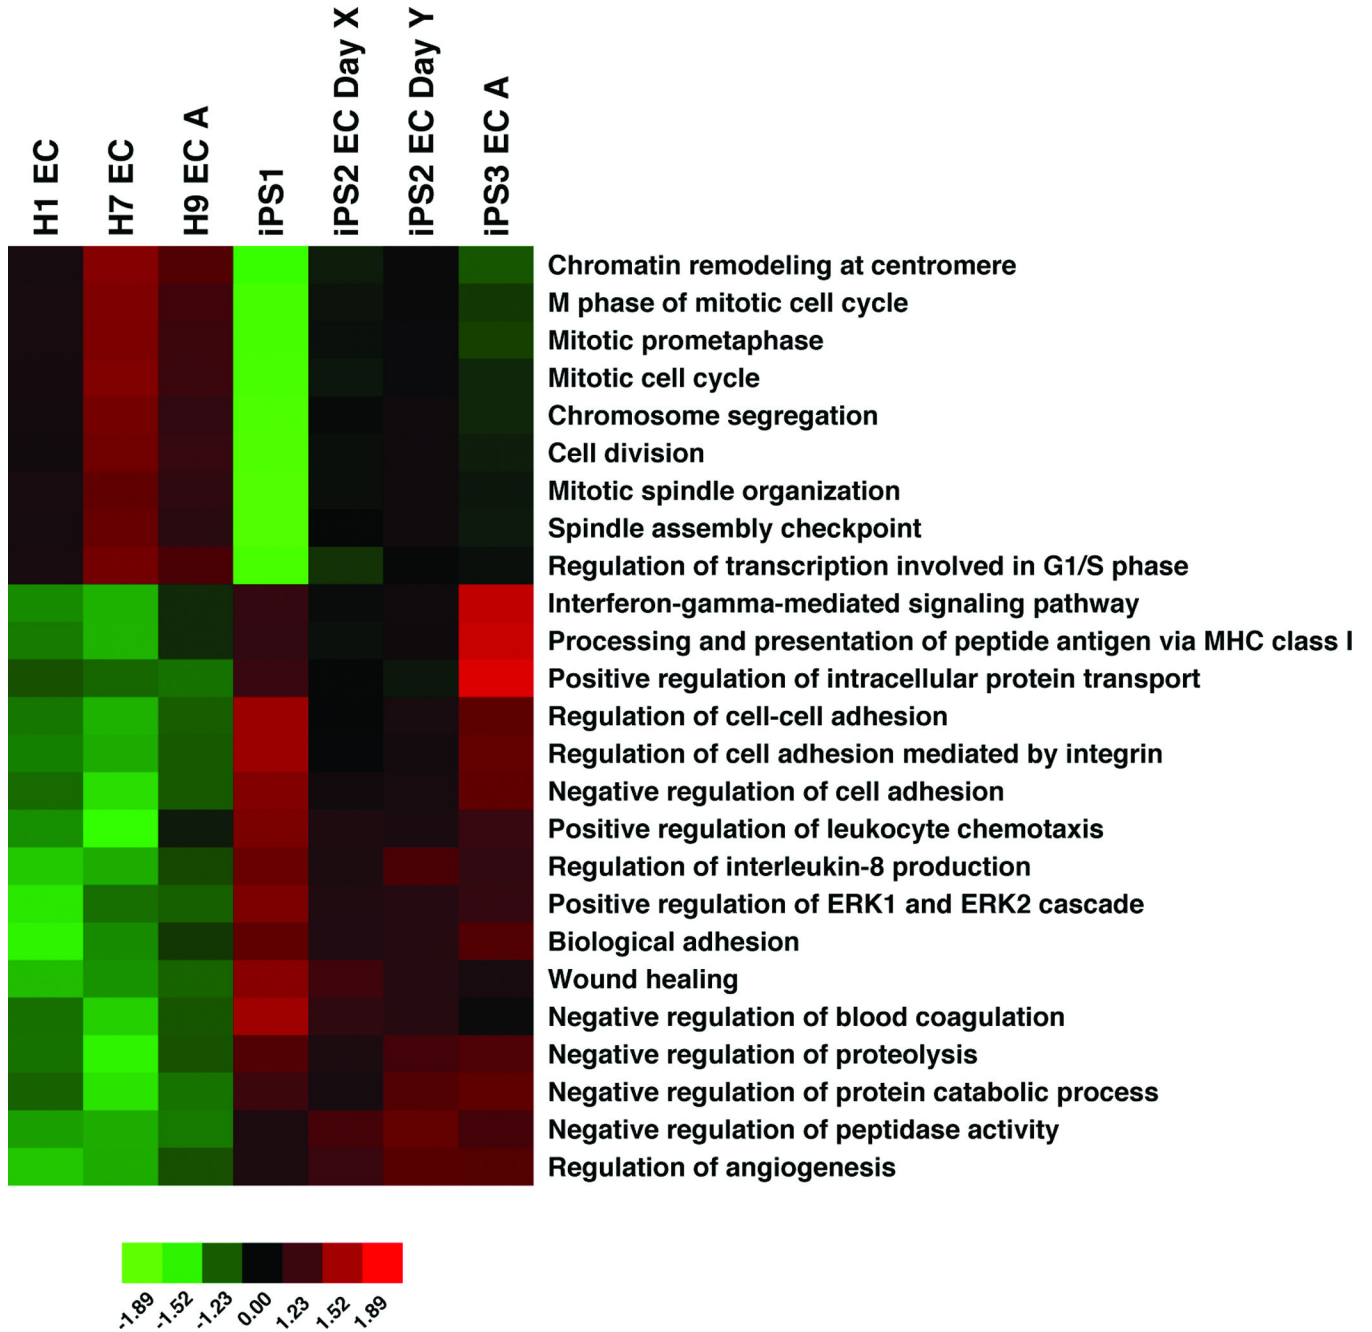 H1 EC
H7 EC
H9 EC A
iPS1
iPS2 EC Day X
iPS2 EC Day Y
iPS3 EC A
Chromatin remodeling at centromere
M phase of mitotic cell cycle
Mitotic prometaphase
Mitotic cell cycle
Chromosome segregation
Cell division
Mitotic spindle organization
Spindle assembly checkpoint
Regulation of transcription involved in G1/S phase
Interferon-gamma-mediated signaling pathway
Processing and presentation of peptide antigen via MHC class I
Positive regulation of intracellular protein transport
Regulation of cell-cell adhesion
Regulation of cell adhesion mediated by integrin
Negative regulation of cell adhesion
Positive regulation of leukocyte chemotaxis
Regulation of interleukin-8 production
Positive regulation of ERK1 and ERK2 cascade
Biological adhesion
Wound healing
Negative regulation of blood coagulation
Negative regulation of proteolysis
Negative regulation of protein catabolic process
Negative regulation of peptidase activity
Regulation of angiogenesis
-1.89
-1.52
-1.23
0.00
1.23
1.52
1.89